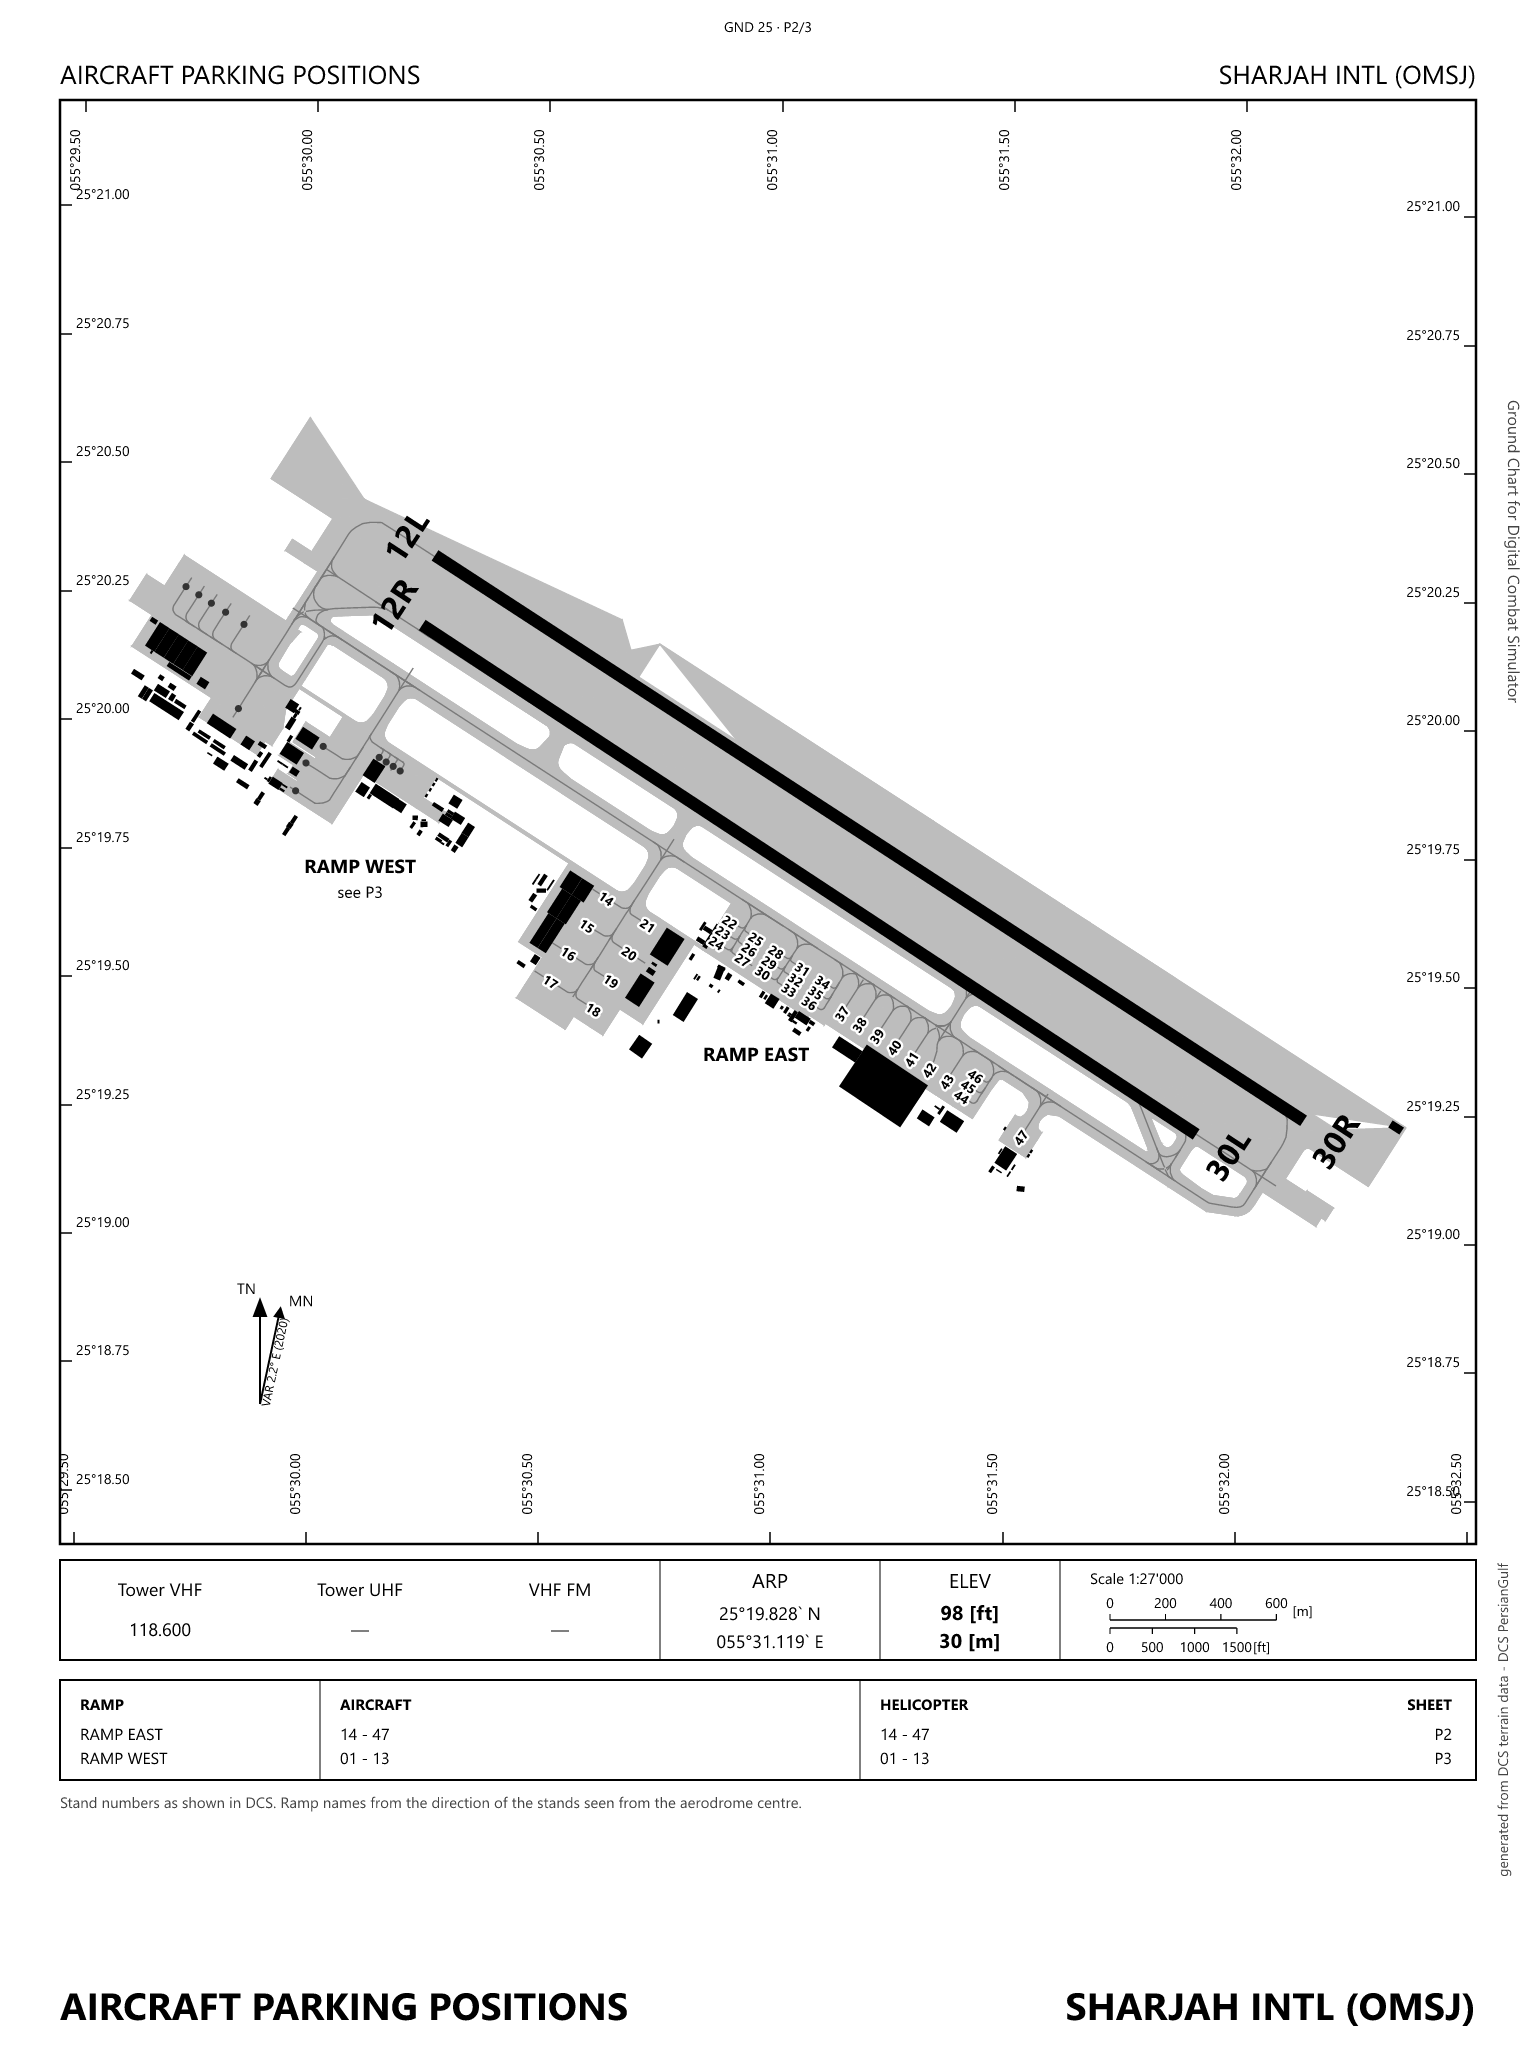 GND 25 · P2/3
AIRCRAFT PARKING POSITIONS
SHARJAH INTL (OMSJ)
055°29.50
055°30.00
055°30.50
055°31.00
055°31.50
055°32.00
25°21.00
25°21.00
25°20.75
25°20.75
25°20.50
25°20.50
25°20.25
25°20.25
25°20.00
25°20.00
25°19.75
25°19.75
25°19.50
25°19.50
25°19.25
25°19.25
25°19.00
25°19.00
25°18.75
25°18.75
25°18.50
25°18.50
12L
12R
30L
30R
RAMP WEST
see P3
RAMP EAST
14
15
16
17
18
19
20
21
22
23
24
25
26
27
28
29
30
31
32
33
34
35
36
37
38
39
40
41
42
43
44
45
46
47
TN
MN
VAR 2.2° E (2020)
055°29.50
055°30.00
055°30.50
055°31.00
055°31.50
055°32.00
055°32.50
Ground Chart for Digital Combat Simulator
generated from DCS terrain data - DCS PersianGulf
Tower VHF
118.600
Tower UHF
—
VHF FM
—
ARP
25°19.828` N
055°31.119` E
ELEV
98 [ft]
30 [m]
Scale 1:27'000
0 200 400 600 [m]
0 500 1000 1500 [ft]
RAMP AIRCRAFT HELICOPTER SHEET
RAMP EAST 14 - 47 14 - 47 P2
RAMP WEST 01 - 13 01 - 13 P3
Stand numbers as shown in DCS. Ramp names from the direction of the stands seen from the aerodrome centre.
AIRCRAFT PARKING POSITIONS
SHARJAH INTL (OMSJ)